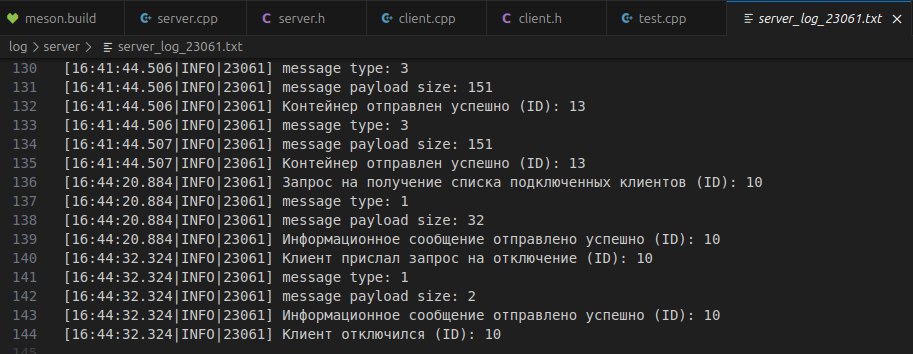 meson.build server.cpp server.h client.cpp client.h test.cpp server_log_23061.txt
log > server > server_log_23061.txt
130 [16:41:44.506|INFO|23061] message type: 3
131 [16:41:44.506|INFO|23061] message payload size: 151
132 [16:41:44.506|INFO|23061] Контейнер отправлен успешно (ID): 13
133 [16:41:44.506|INFO|23061] message type: 3
134 [16:41:44.507|INFO|23061] message payload size: 151
135 [16:41:44.507|INFO|23061] Контейнер отправлен успешно (ID): 13
136 [16:44:20.884|INFO|23061] Запрос на получение списка подключенных клиентов (ID): 10
137 [16:44:20.884|INFO|23061] message type: 1
138 [16:44:20.884|INFO|23061] message payload size: 32
139 [16:44:20.884|INFO|23061] Информационное сообщение отправлено успешно (ID): 10
140 [16:44:32.324|INFO|23061] Клиент прислал запрос на отключение (ID): 10
141 [16:44:32.324|INFO|23061] message type: 1
142 [16:44:32.324|INFO|23061] message payload size: 2
143 [16:44:32.324|INFO|23061] Информационное сообщение отправлено успешно (ID): 10
144 [16:44:32.324|INFO|23061] Клиент отключился (ID): 10
145